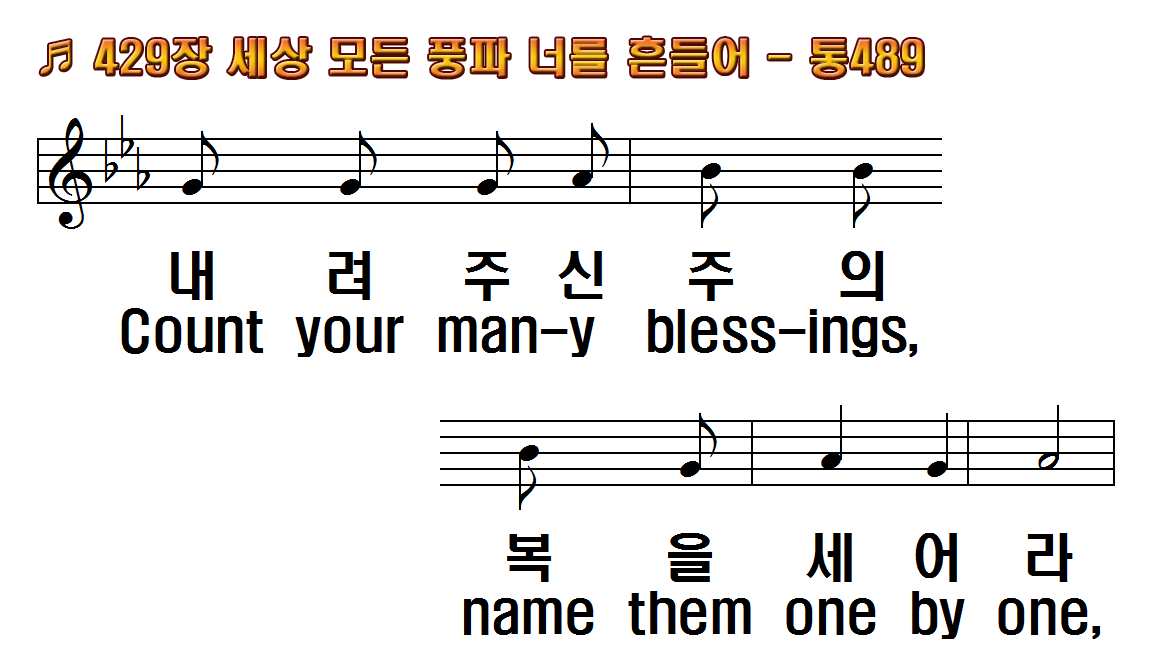 ♬ 429장 세상 모든 풍파 너를 흔들어 - 통489
내 려 주 신 주 의
Count your man-y bless-ings,
복 을 세 어 라
name them one by one,